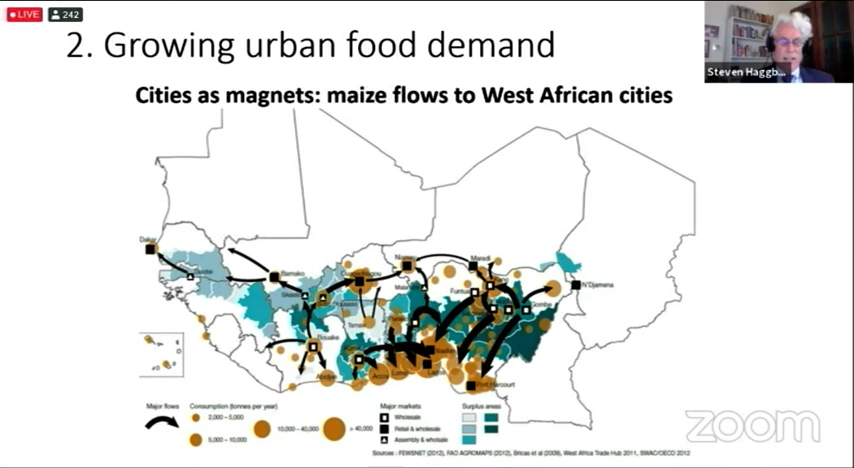 LIVE 242
2. Growing urban food demand
Steven Haggb...
Cities as magnets: maize flows to West African cities
Dakar
Bamako
Niamey
Maradi
N'Djamena
Gombe
Bouake
Abidjan
Accra
Lome
Lagos
Port Harcourt
Major flows
Consumption (tonnes per year)
2,000 – 5,000
5,000 – 10,000
10,000 – 40,000
> 40,000
Major markets
Wholesale
Retail & wholesale
Assembly & wholesale
Surplus areas
zoom
Sources : FEWSNET (2012), FAO AGROMAPS (2012), Bricas et al (2009), West Africa Trade Hub 2011, SWAC/OECD 2012